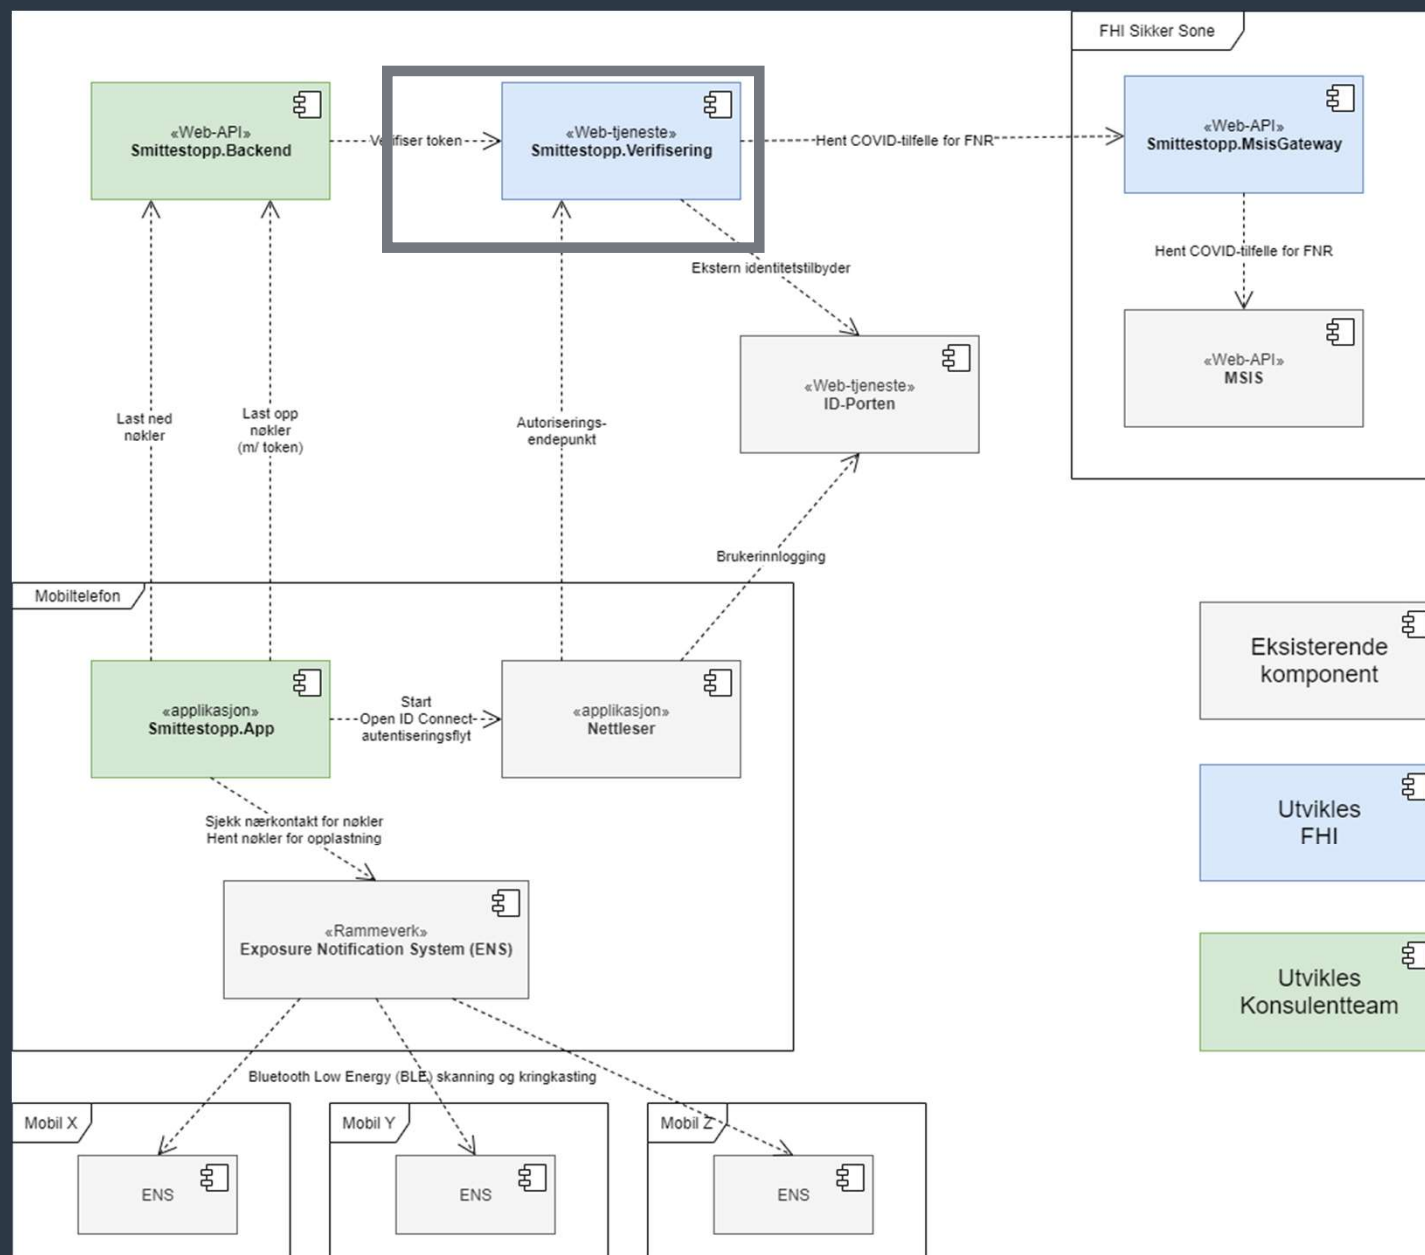 FHI Sikker Sone
«Web-API»
Smittestopp.Backend
Verifiser token
«Web-tjeneste»
Smittestopp.Verifisering
Hent COVID-tilfelle for FNR
«Web-API»
Smittestopp.MsisGateway
Hent COVID-tilfelle for FNR
Ekstern identitetstilbyder
«Web-tjeneste»
ID-Porten
«Web-API»
MSIS
Last ned
nøkler
Last opp
nøkler
(m/ token)
Autoriserings-
endepunkt
Brukerinnlogging
Mobiltelefon
«applikasjon»
Smittestopp.App
Start
Open ID Connect
autentiseringsflyt
«applikasjon»
Nettleser
Eksisterende
komponent
Sjekk nærkontakt for nøkler
Hent nøkler for opplastning
Utvikles
FHI
«Rammeverk»
Exposure Notification System (ENS)
Utvikles
Konsulentteam
Bluetooth Low Energy (BLE) skanning og kringkasting
Mobil X
ENS
Mobil Y
ENS
Mobil Z
ENS